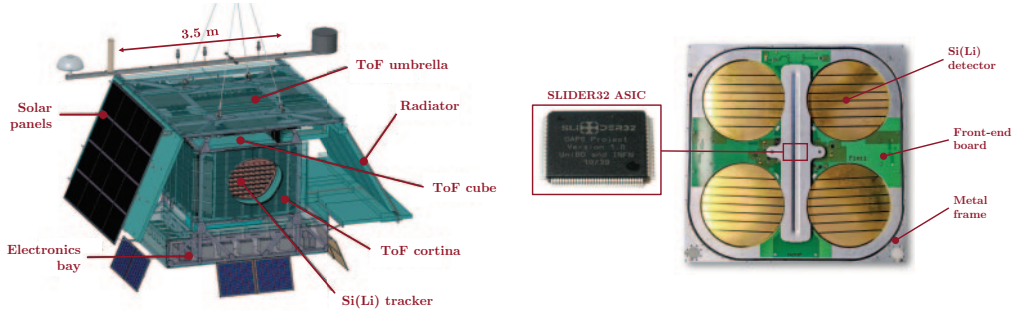 3.5 m
ToF umbrella
Solar
panels
Radiator
ToF cube
ToF cortina
Electronics
bay
Si(Li) tracker
SLIDER32 ASIC
SLIDER32
GAPS Project
Version 1.0
UniBG and INFN
Si(Li)
detector
Front-end
board
Metal
frame